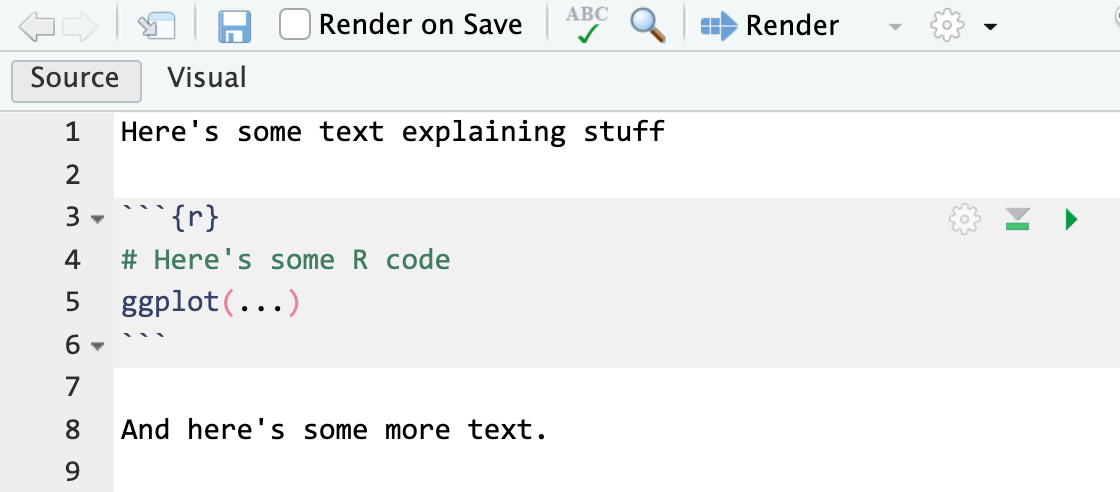 Render on Save ABC Render
Source Visual
1 Here's some text explaining stuff
2
3 ```{r}
4 # Here's some R code
5 ggplot(...)
6 ```
7
8 And here's some more text.
9